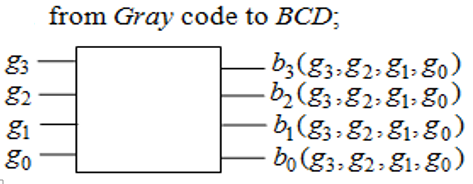 from Gray code to BCD;
g₃ b₃(g₃,g₂,g₁,g₀)
g₂ b₂(g₃,g₂,g₁,g₀)
g₁ b₁(g₃,g₂,g₁,g₀)
g₀ b₀(g₃,g₂,g₁,g₀)